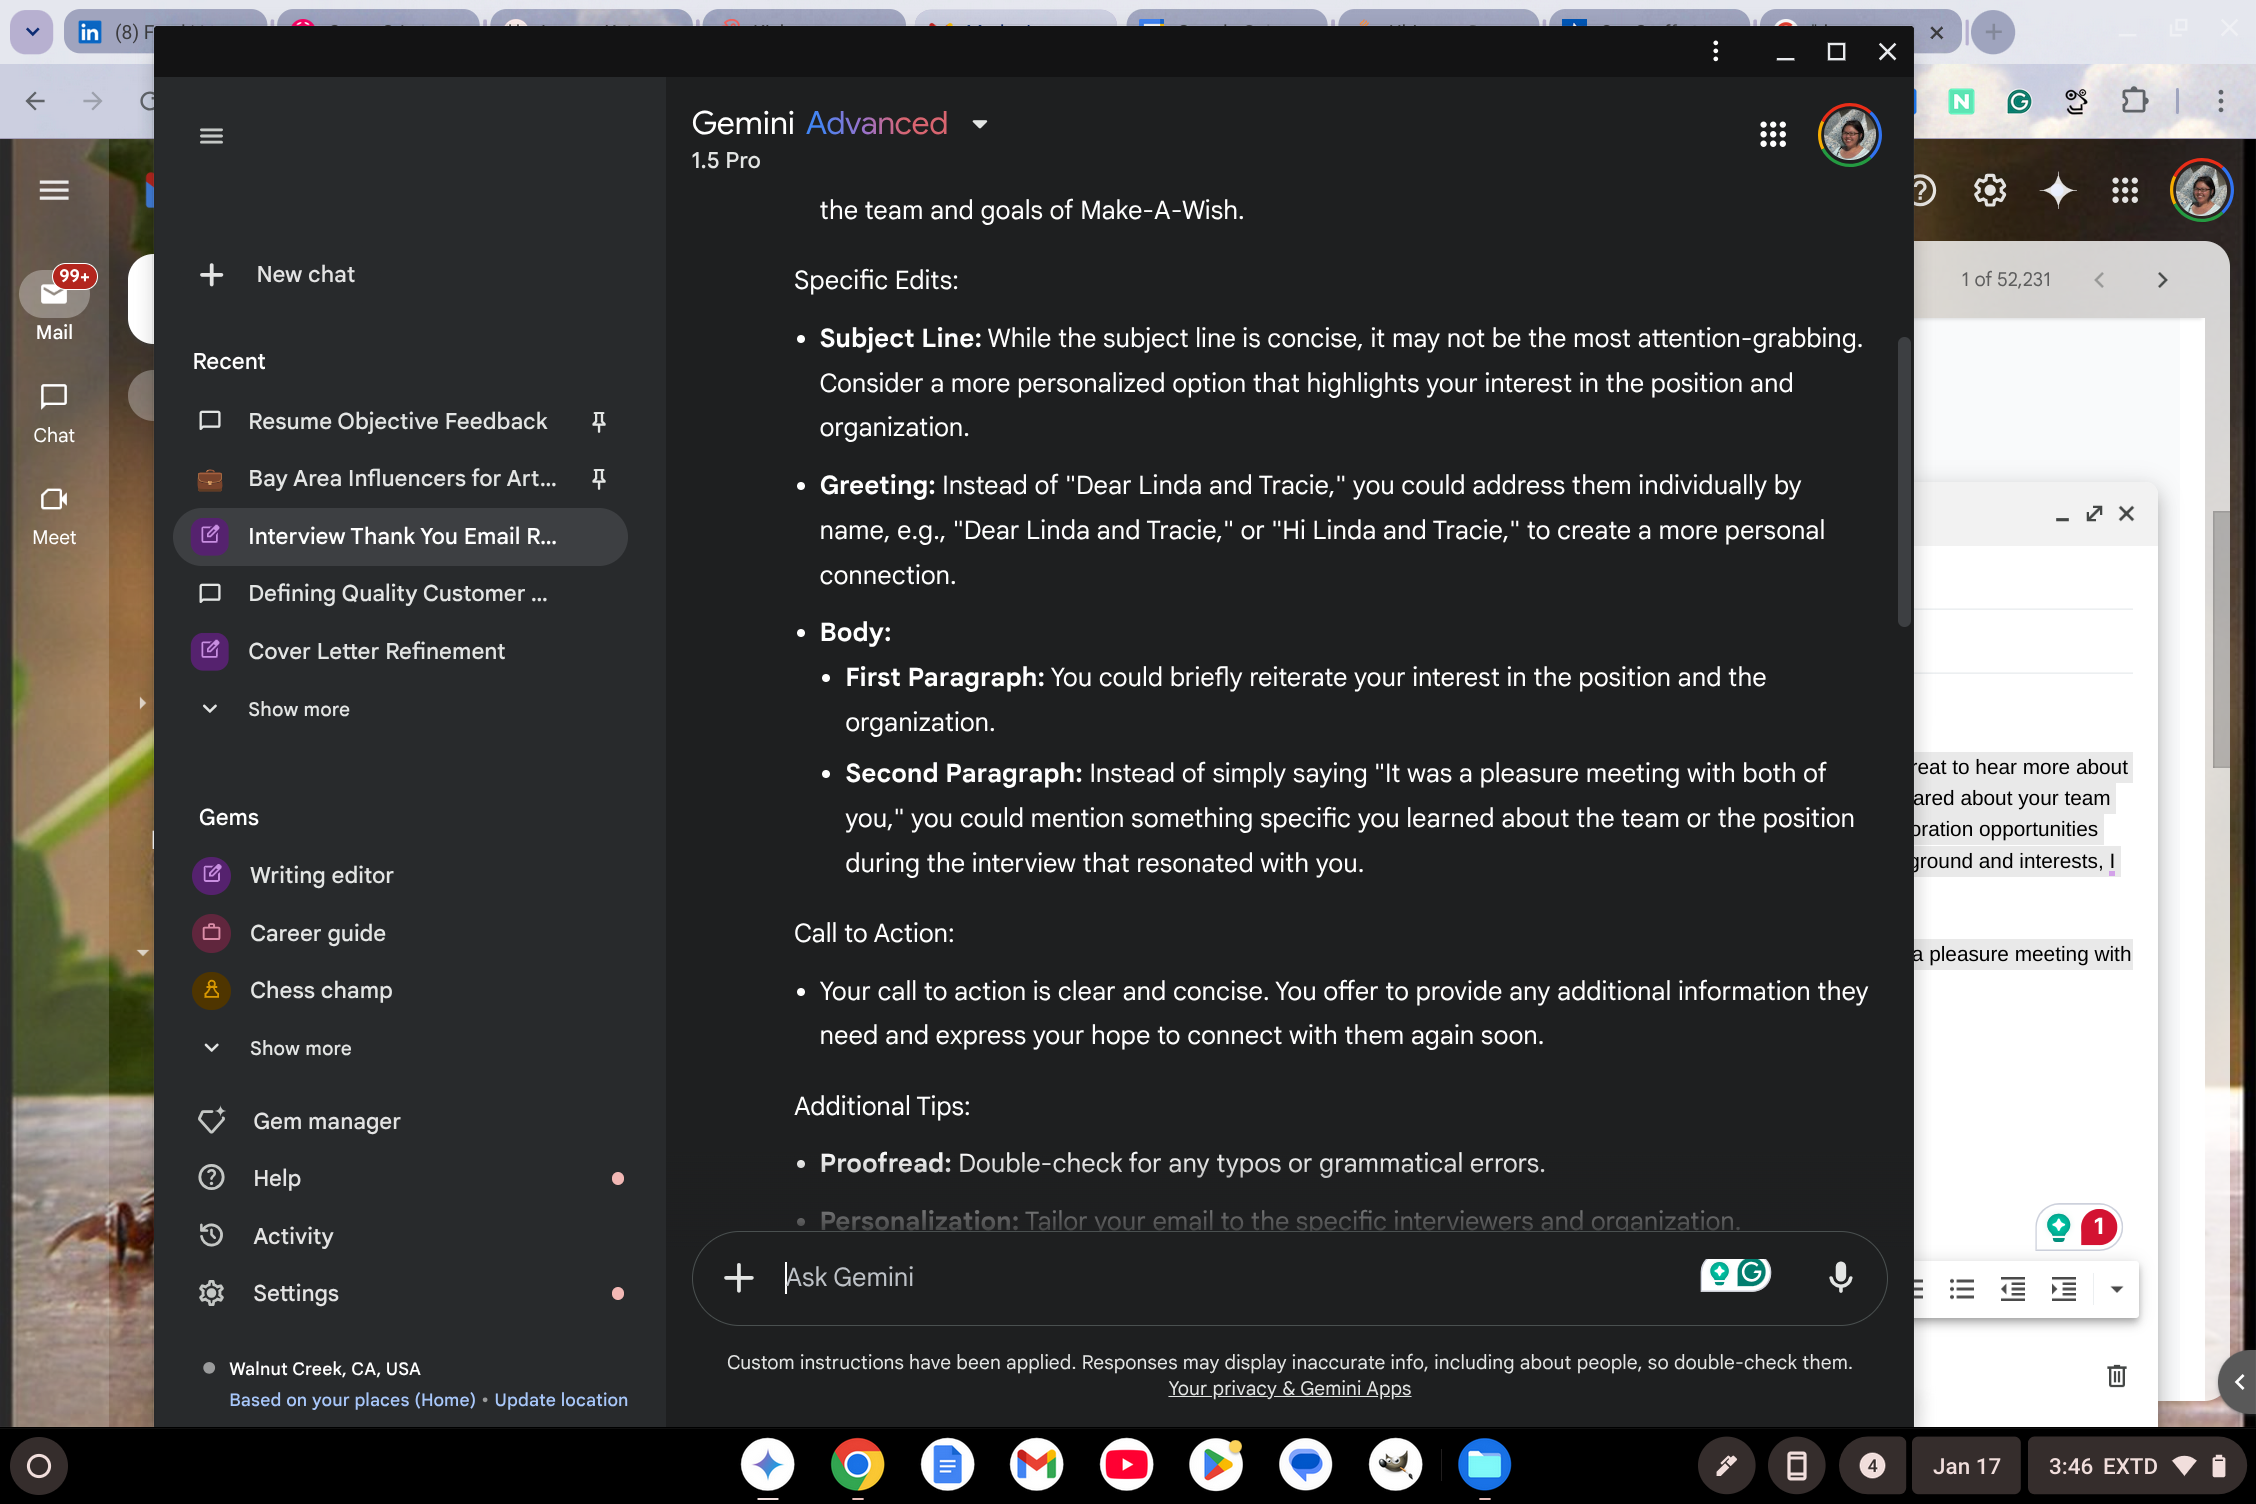 (8) F
Gemini Advanced
1.5 Pro
the team and goals of Make-A-Wish.
New chat
Recent
Resume Objective Feedback
Bay Area Influencers for Art...
Interview Thank You Email R...
Defining Quality Customer ...
Cover Letter Refinement
Show more
Gems
Writing editor
Career guide
Chess champ
Show more
Gem manager
Help
Activity
Settings
Walnut Creek, CA, USA
Based on your places (Home) • Update location
Specific Edits:
• Subject Line: While the subject line is concise, it may not be the most attention-grabbing.
Consider a more personalized option that highlights your interest in the position and
organization.
• Greeting: Instead of "Dear Linda and Tracie," you could address them individually by
name, e.g., "Dear Linda and Tracie," or "Hi Linda and Tracie," to create a more personal
connection.
• Body:
• First Paragraph: You could briefly reiterate your interest in the position and the
organization.
• Second Paragraph: Instead of simply saying "It was a pleasure meeting with both of
you," you could mention something specific you learned about the team or the position
during the interview that resonated with you.
Call to Action:
• Your call to action is clear and concise. You offer to provide any additional information they
need and express your hope to connect with them again soon.
Additional Tips:
• Proofread: Double-check for any typos or grammatical errors.
• Personalization: Tailor your email to the specific interviewers and organization.
Ask Gemini
Custom instructions have been applied. Responses may display inaccurate info, including about people, so double-check them.
Your privacy & Gemini Apps
99+
Mail
Chat
Meet
1 of 52,231
reat to hear more about
ared about your team
oration opportunities
ground and interests, I
a pleasure meeting with
1
4
Jan 17
3:46 EXTD